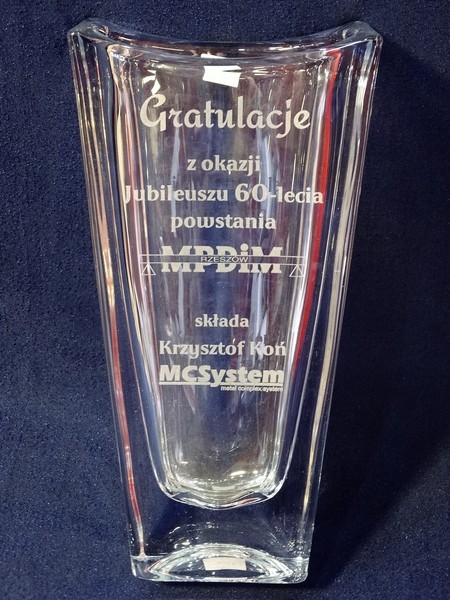 Gratulacje
z okazji
Jubileuszu 60-lecia
powstania
MPDiM
RZESZÓW
składa
Krzysztof Koń
MCSystem
metal complex system